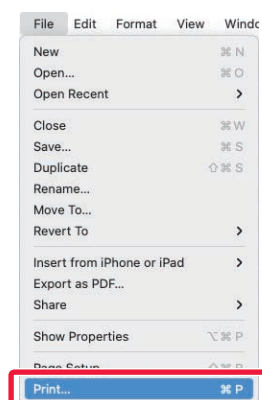 File Edit Format View
New ⌘ N
Open... ⌘ O
Open Recent >
Close ⌘ W
Save... ⌘ S
Duplicate ⇧ ⌘ S
Rename...
Move To...
Revert To >
Insert from iPhone or iPad >
Export as PDF...
Share >
Show Properties ⌥ ⌘ P
Page Setup ⇧ ⌘ P
Print... ⌘ P